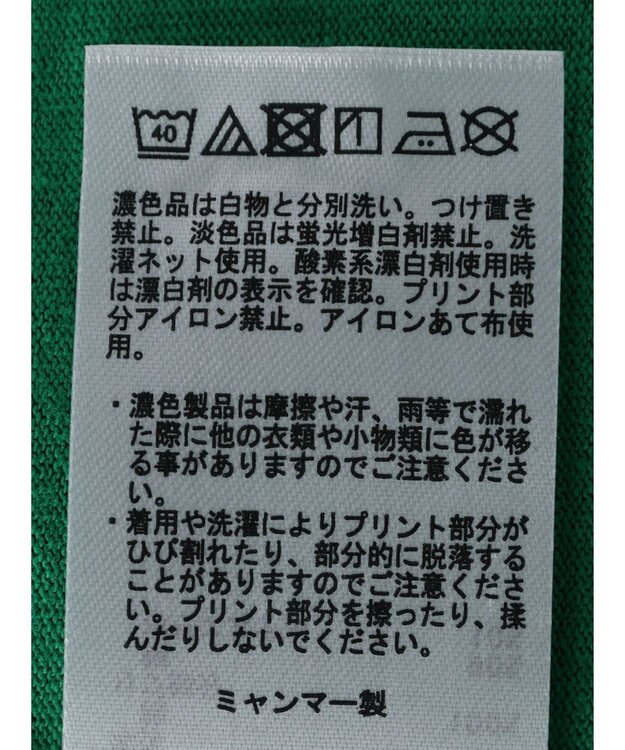 40
濃色品は白物と分別洗い。つけ置き
禁止。淡色品は蛍光増白剤禁止。洗
濯ネット使用。酸素系漂白剤使用時
は漂白剤の表示を確認。プリント部
分アイロン禁止。アイロンあて布使
用。
・濃色製品は摩擦や汗、雨等で濡れ
た際に他の衣類や小物類に色が移
る事がありますのでご注意くださ
い。
・着用や洗濯によりプリント部分が
ひび割れたり、部分的に脱落する
ことがありますのでご注意くださ
い。プリント部分を擦ったり、揉
んだりしないでください。
ミャンマー製